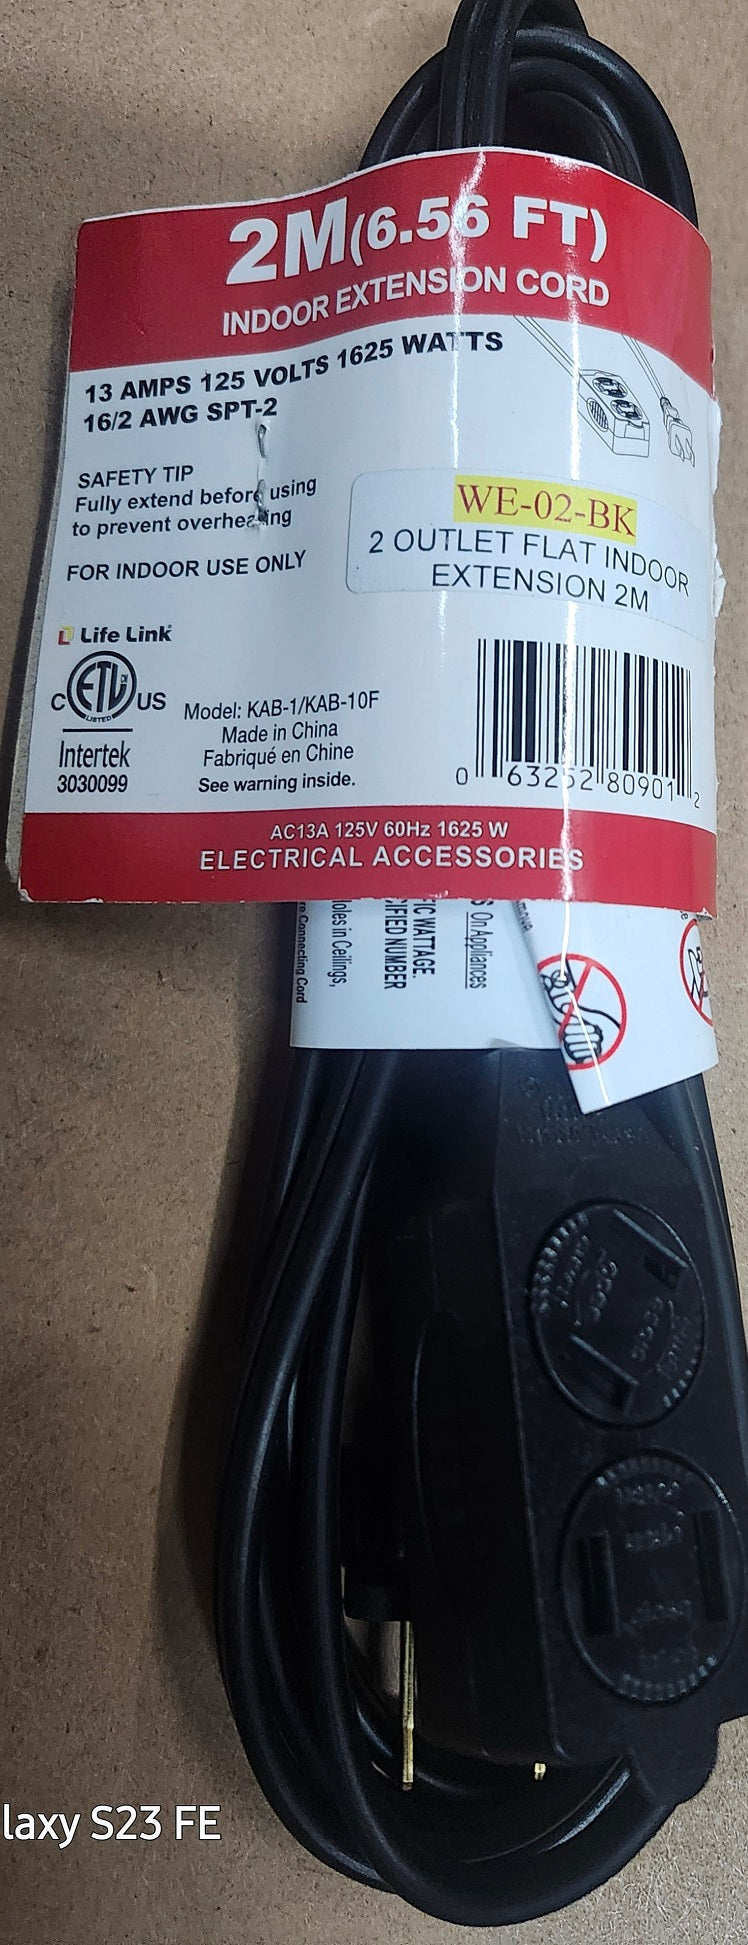 2M(6.56 FT)
INDOOR EXTENSION CORD
13 AMPS 125 VOLTS 1625 WATTS
16/2 AWG SPT-2
SAFETY TIP
Fully extend before using
to prevent overheating
FOR INDOOR USE ONLY
WE-02-BK
2 OUTLET FLAT INDOOR
EXTENSION 2M
Life Link
C ETL US
LISTED
Intertek
3030099
Model: KAB-1/KAB-10F
Made in China
Fabriqué en Chine
See warning inside.
0 63252 80901 2
AC13A 125V 60Hz 1625 W
ELECTRICAL ACCESSORIES
Connecting Cord
in Ceilings,
WATTAGE.
NUMBER
On Appliances
laxy S23 FE